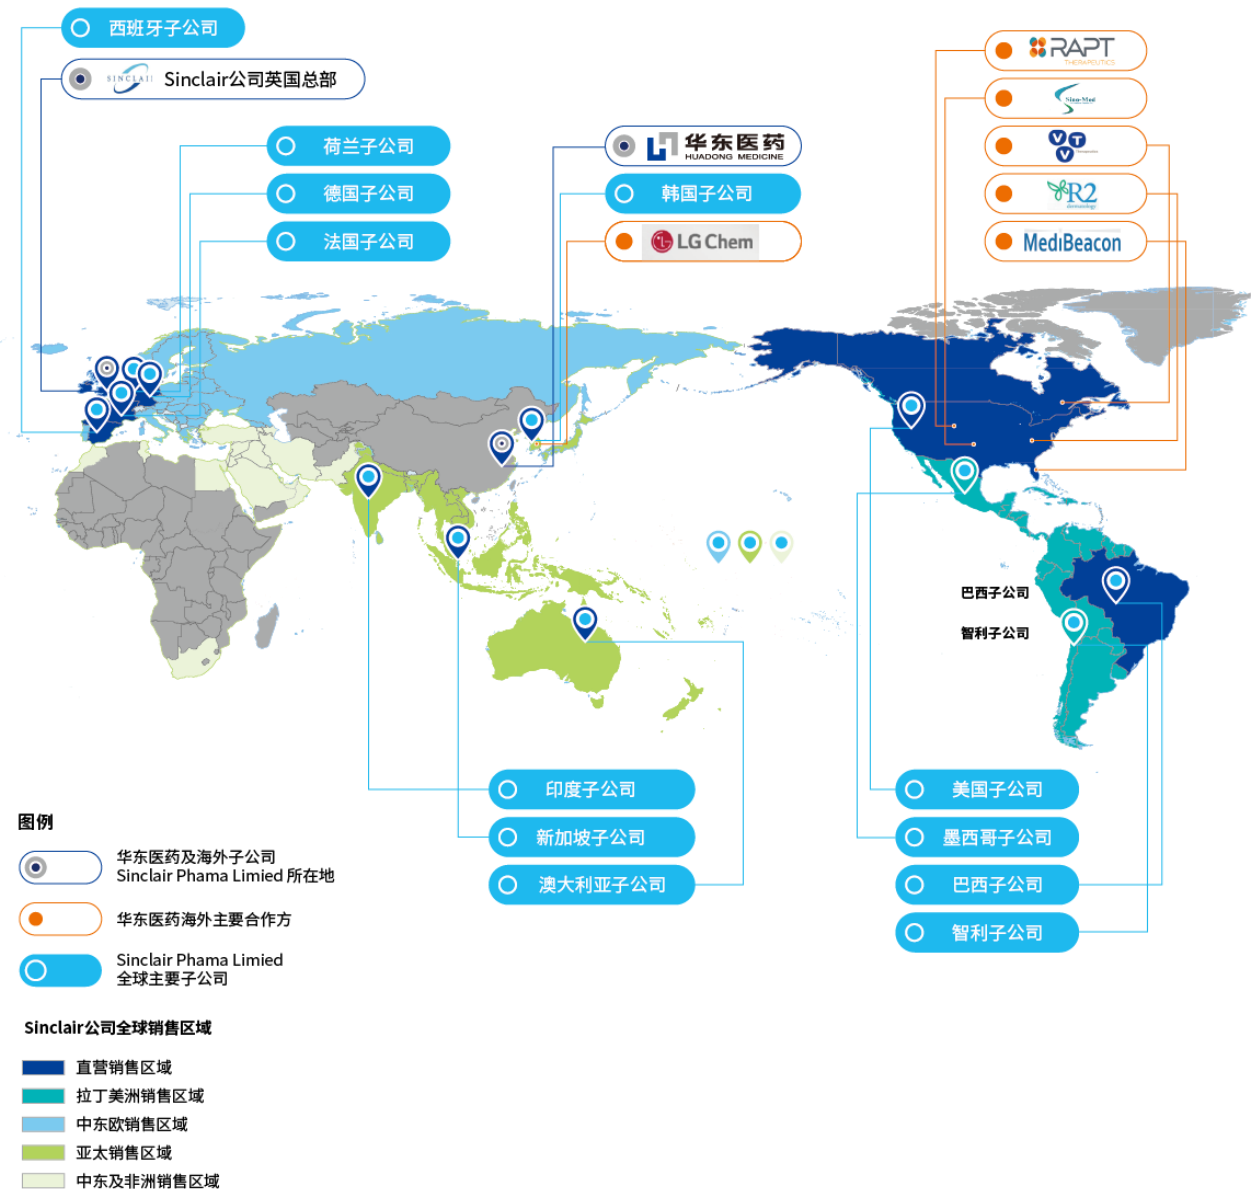 西班牙子公司
SINCLAIR Sinclair公司英国总部
荷兰子公司
德国子公司
法国子公司
华东医药
HUADONG MEDICINE
韩国子公司
LG Chem
RAPT
THERAPEUTICS
Sino-Med
VTV
R2
dermatology
MediBeacon
巴西子公司
智利子公司
印度子公司
新加坡子公司
澳大利亚子公司
美国子公司
墨西哥子公司
巴西子公司
智利子公司
图例
华东医药及海外子公司
Sinclair Phama Limied 所在地
华东医药海外主要合作方
Sinclair Phama Limied
全球主要子公司
Sinclair公司全球销售区域
直营销售区域
拉丁美洲销售区域
中东欧销售区域
亚太销售区域
中东及非洲销售区域